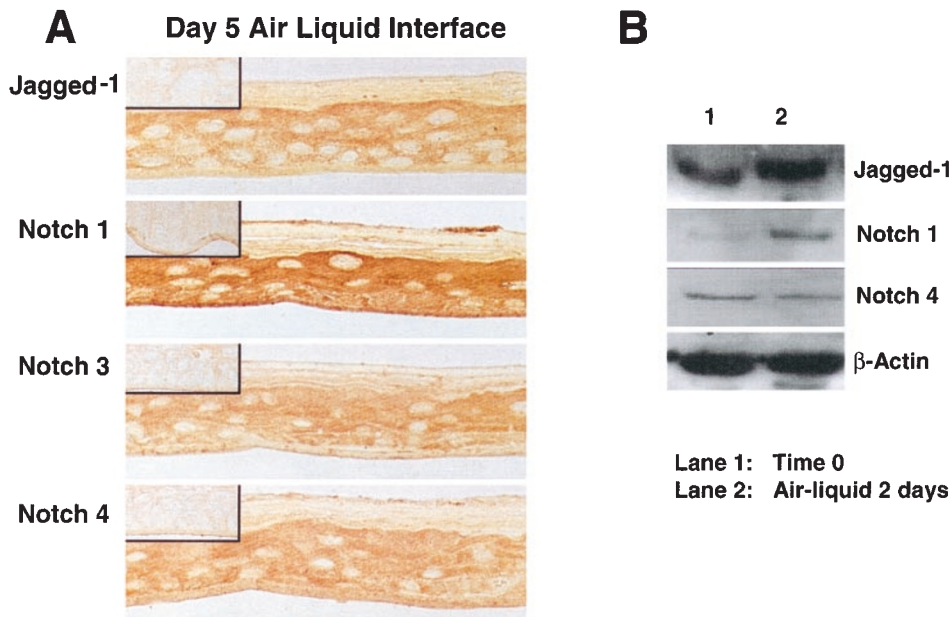 A
Day 5 Air Liquid Interface
Jagged-1
Notch 1
Notch 3
Notch 4
B
1 2
Jagged-1
Notch 1
Notch 4
β-Actin
Lane 1: Time 0
Lane 2: Air-liquid 2 days